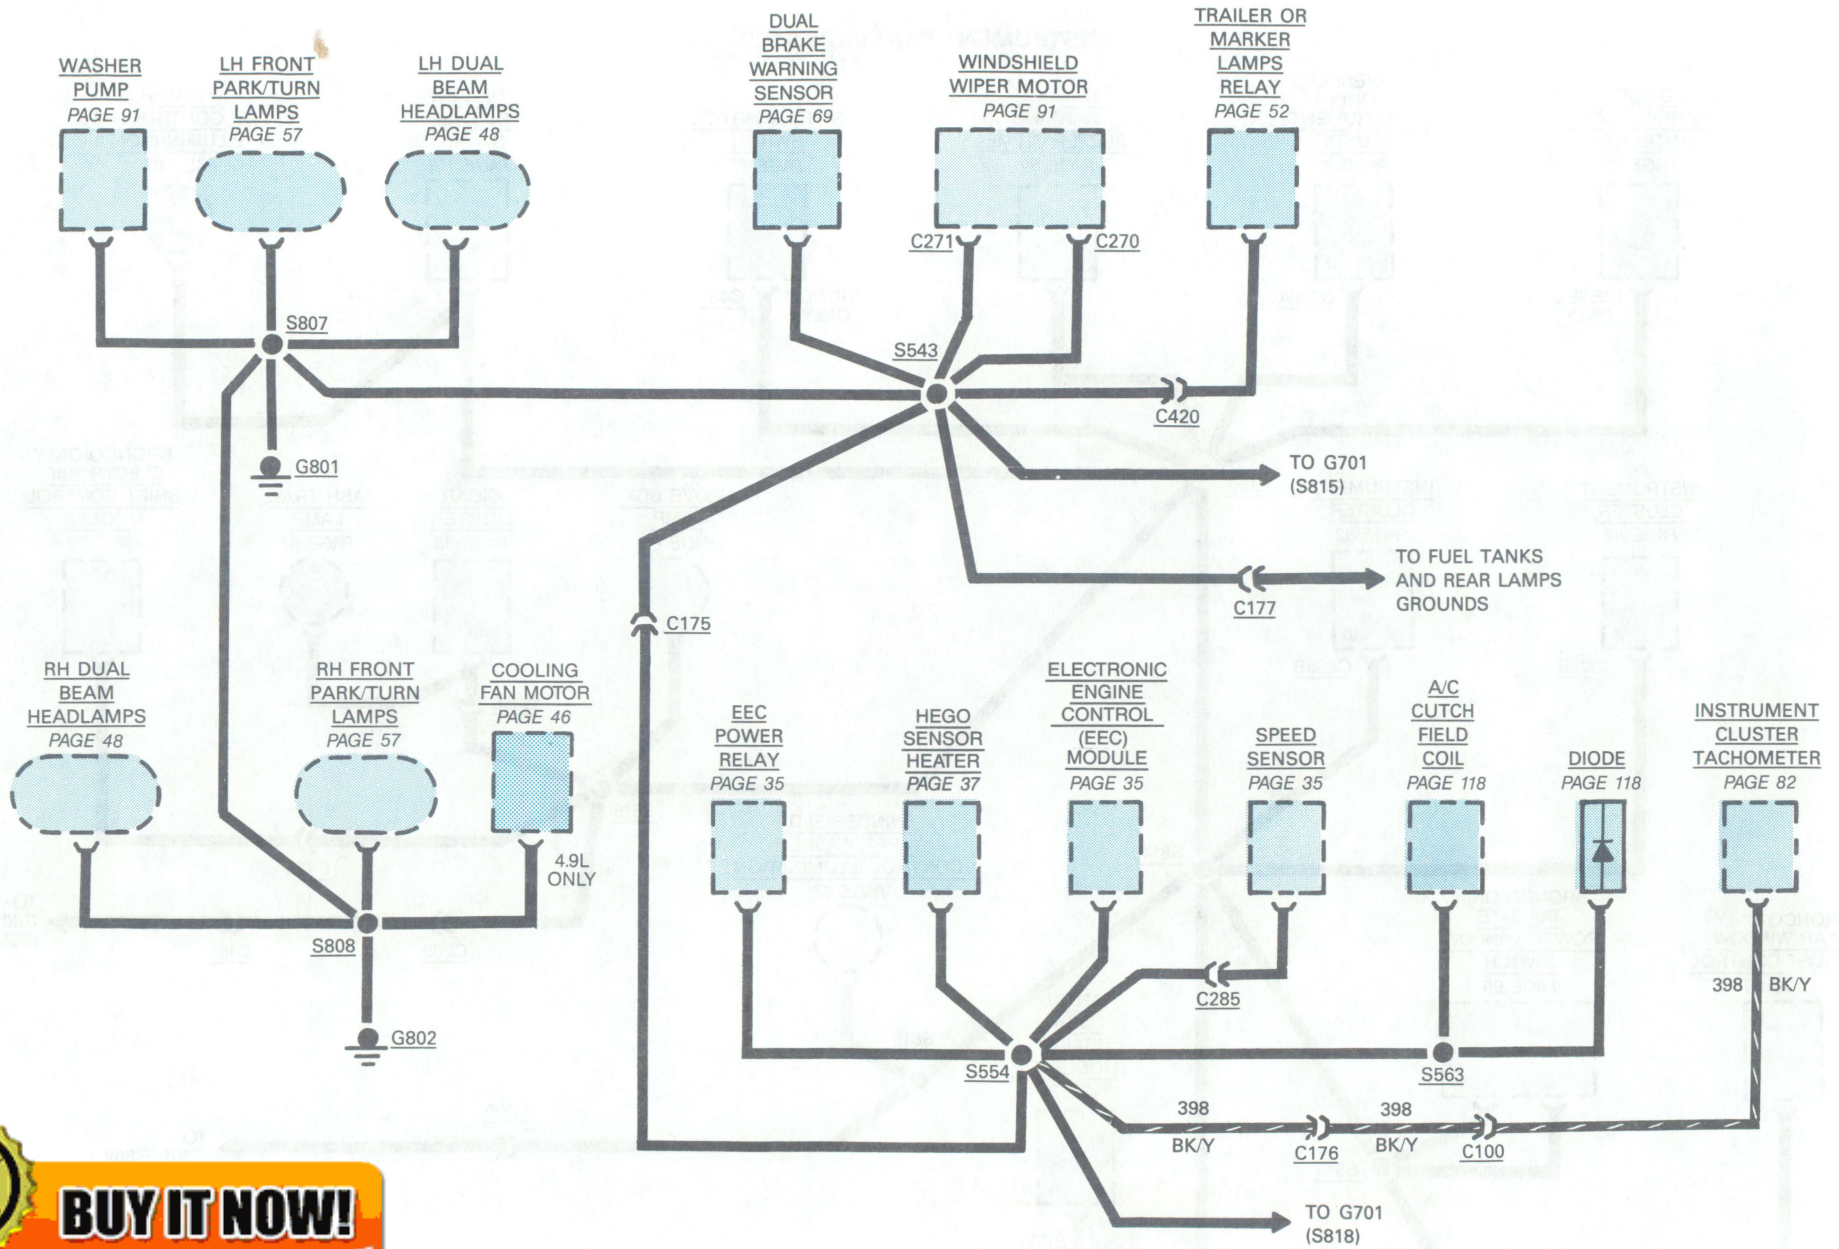 WASHER
PUMP
PAGE 91
LH FRONT
PARK/TURN
LAMPS
PAGE 57
LH DUAL
BEAM
HEADLAMPS
PAGE 48
DUAL
BRAKE
WARNING
SENSOR
PAGE 69
WINDSHIELD
WIPER MOTOR
PAGE 91
TRAILER OR
MARKER
LAMPS
RELAY
PAGE 52
C271
C270
S807
S543
C420
G801
TO G701
(S815)
TO FUEL TANKS
AND REAR LAMPS
GROUNDS
C177
C175
RH DUAL
BEAM
HEADLAMPS
PAGE 48
RH FRONT
PARK/TURN
LAMPS
PAGE 57
COOLING
FAN MOTOR
PAGE 46
4.9L
ONLY
S808
G802
EEC
POWER
RELAY
PAGE 35
HEGO
SENSOR
HEATER
PAGE 37
ELECTRONIC
ENGINE
CONTROL
(EEC)
MODULE
PAGE 35
SPEED
SENSOR
PAGE 35
A/C
CUTCH
FIELD
COIL
PAGE 118
DIODE
PAGE 118
INSTRUMENT
CLUSTER
TACHOMETER
PAGE 82
398 BK/Y
C285
S554
S563
398
BK/Y
C176
398
BK/Y
C100
TO G701
(S818)
BUY IT NOW!